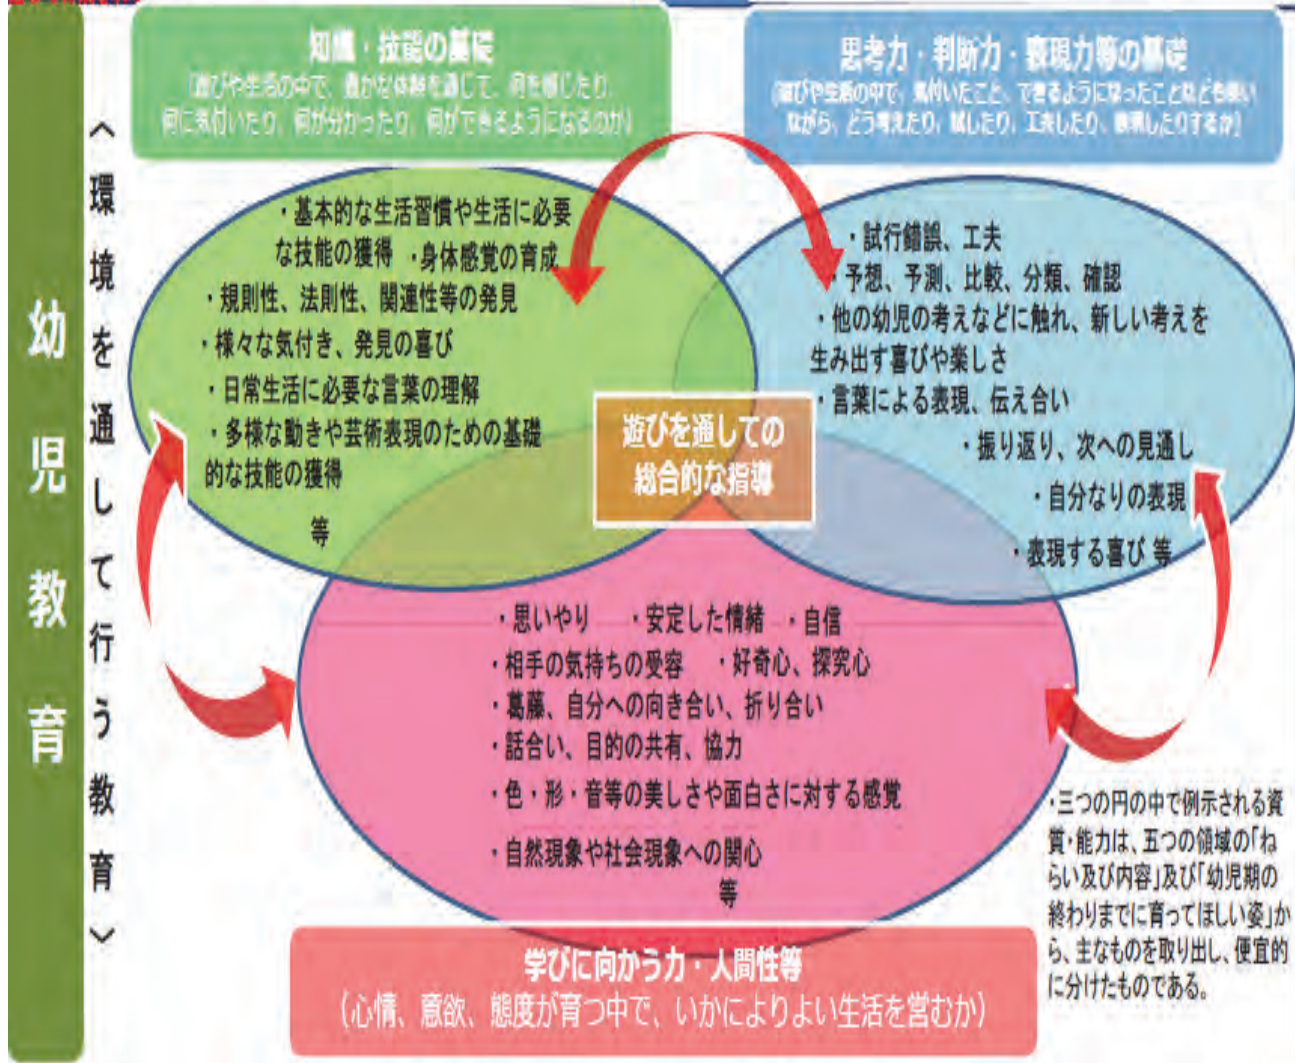 幼児教育
〈環境を通して行う教育〉
知識・技能の基礎
(遊びや生活の中で、豊かな体験を通じて、何を感じたり、
何に気付いたり、何が分かったり、何ができるようになるのか)
思考力・判断力・表現力等の基礎
(遊びや生活の中で、気付いたこと、できるようになったことなども使い
ながら、どう考えたり、試したり、工夫したり、表現したりするか)
・基本的な生活習慣や生活に必要
な技能の獲得 ・身体感覚の育成
・規則性、法則性、関連性等の発見
・様々な気付き、発見の喜び
・日常生活に必要な言葉の理解
・多様な動きや芸術表現のための基礎
的な技能の獲得
等
・試行錯誤、工夫
・予想、予測、比較、分類、確認
・他の幼児の考えなどに触れ、新しい考えを
生み出す喜びや楽しさ
・言葉による表現、伝え合い
・振り返り、次への見通し
・自分なりの表現
・表現する喜び 等
遊びを通しての
総合的な指導
・思いやり ・安定した情緒 ・自信
・相手の気持ちの受容 ・好奇心、探究心
・葛藤、自分への向き合い、折り合い
・話合い、目的の共有、協力
・色・形・音等の美しさや面白さに対する感覚
・自然現象や社会現象への関心
等
・三つの円の中で例示される資
質・能力は、五つの領域の「ね
らい及び内容」及び「幼児期の
終わりまでに育ってほしい姿」か
ら、主なものを取り出し、便宜的
に分けたものである。
学びに向かう力・人間性等
(心情、意欲、態度が育つ中で、いかによりよい生活を営むか)